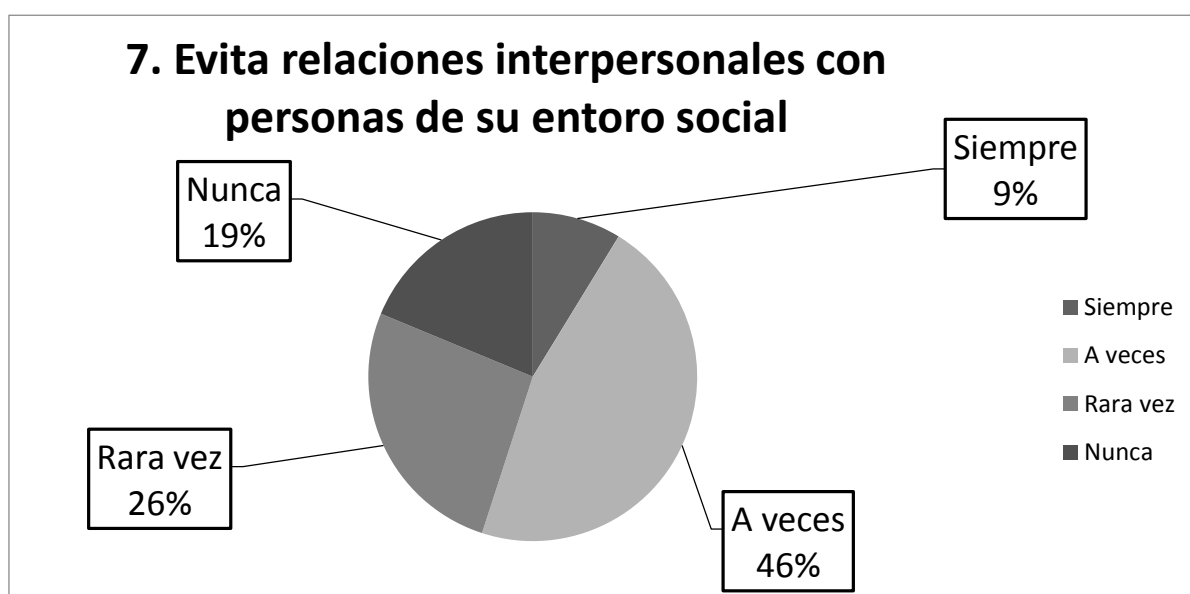 7. Evita relaciones interpersonales con
personas de su entoro social
Siempre
9%
Nunca
19%
Rara vez
26%
A veces
46%
Siempre
A veces
Rara vez
Nunca